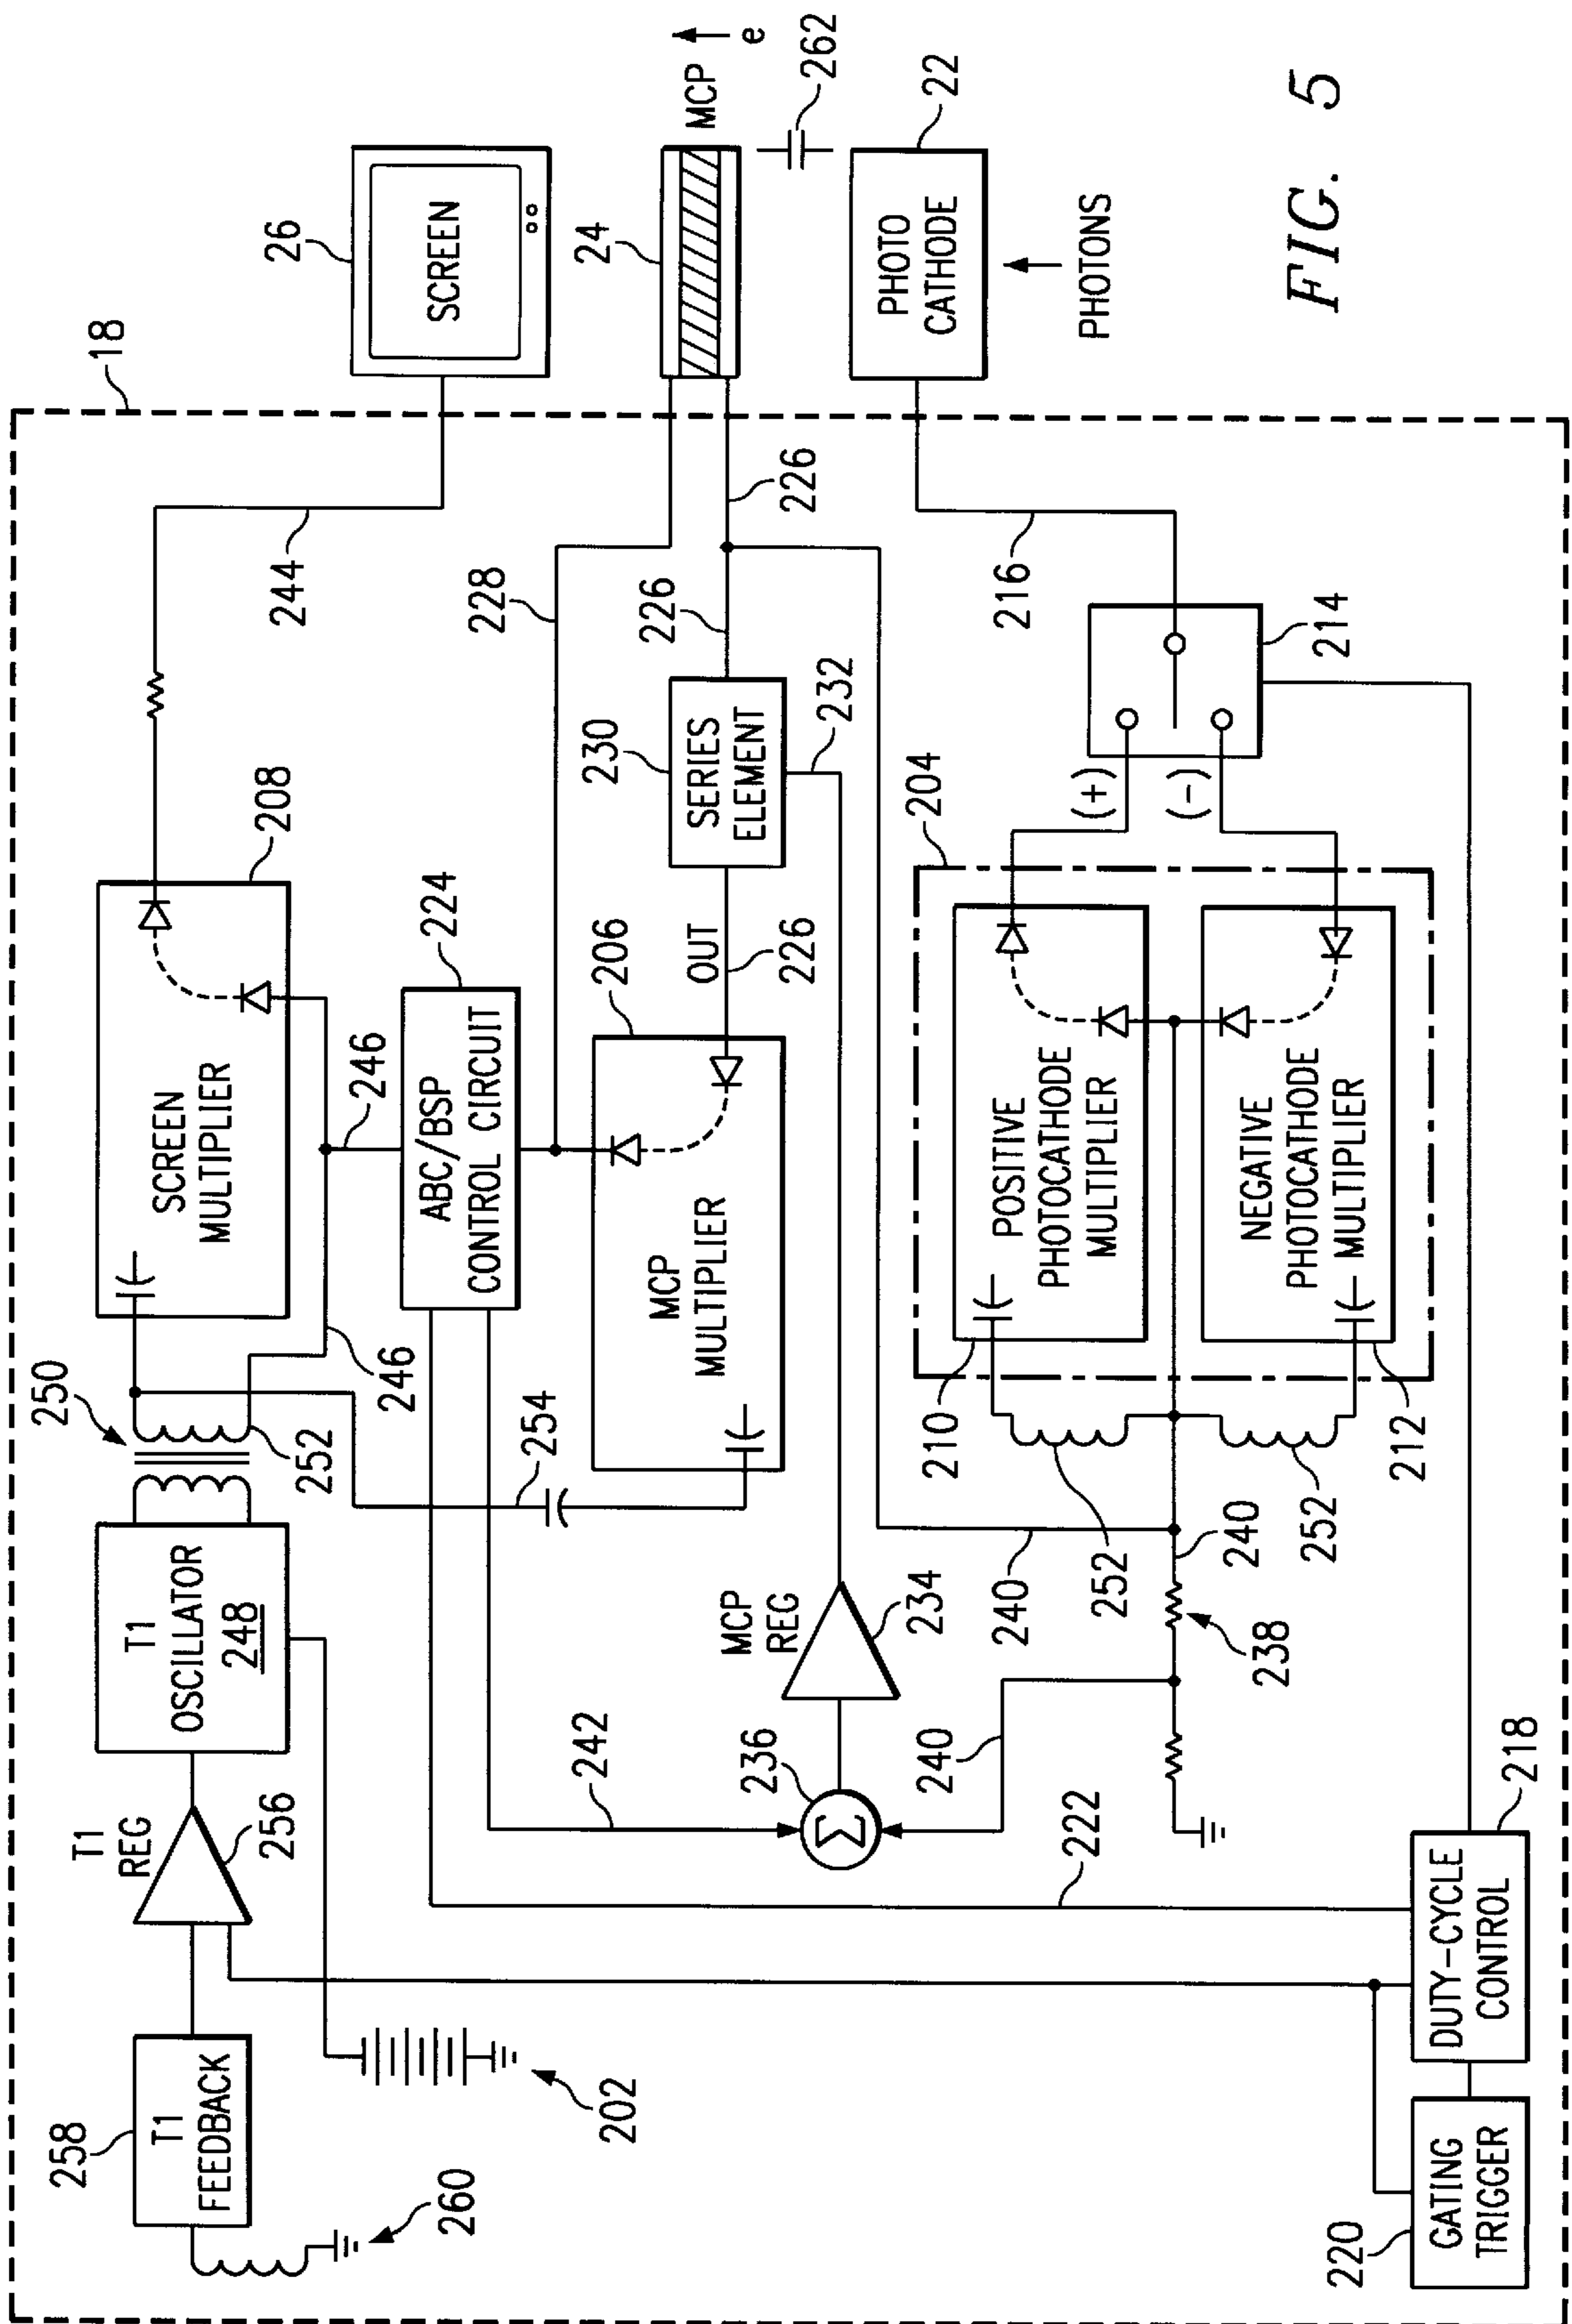 18
250
T1
OSCILLATOR
248
T1
REG
256
258
T1
FEEDBACK
260
202
252
246
246
SCREEN
MULTIPLIER
208
244
26
SCREEN
ABC/BSP
CONTROL CIRCUIT
224
228
24
MCP
e
262
254
MCP
MULTIPLIER
206
OUT
226
230
SERIES
ELEMENT
226
226
232
242
236
Σ
MCP
REG
234
240
240
240
238
222
22
PHOTO
CATHODE
PHOTONS
216
214
(+)
(-)
204
POSITIVE
PHOTOCATHODE
MULTIPLIER
210
252
NEGATIVE
PHOTOCATHODE
MULTIPLIER
212
252
218
DUTY-CYCLE
CONTROL
220
GATING
TRIGGER
FIG. 5